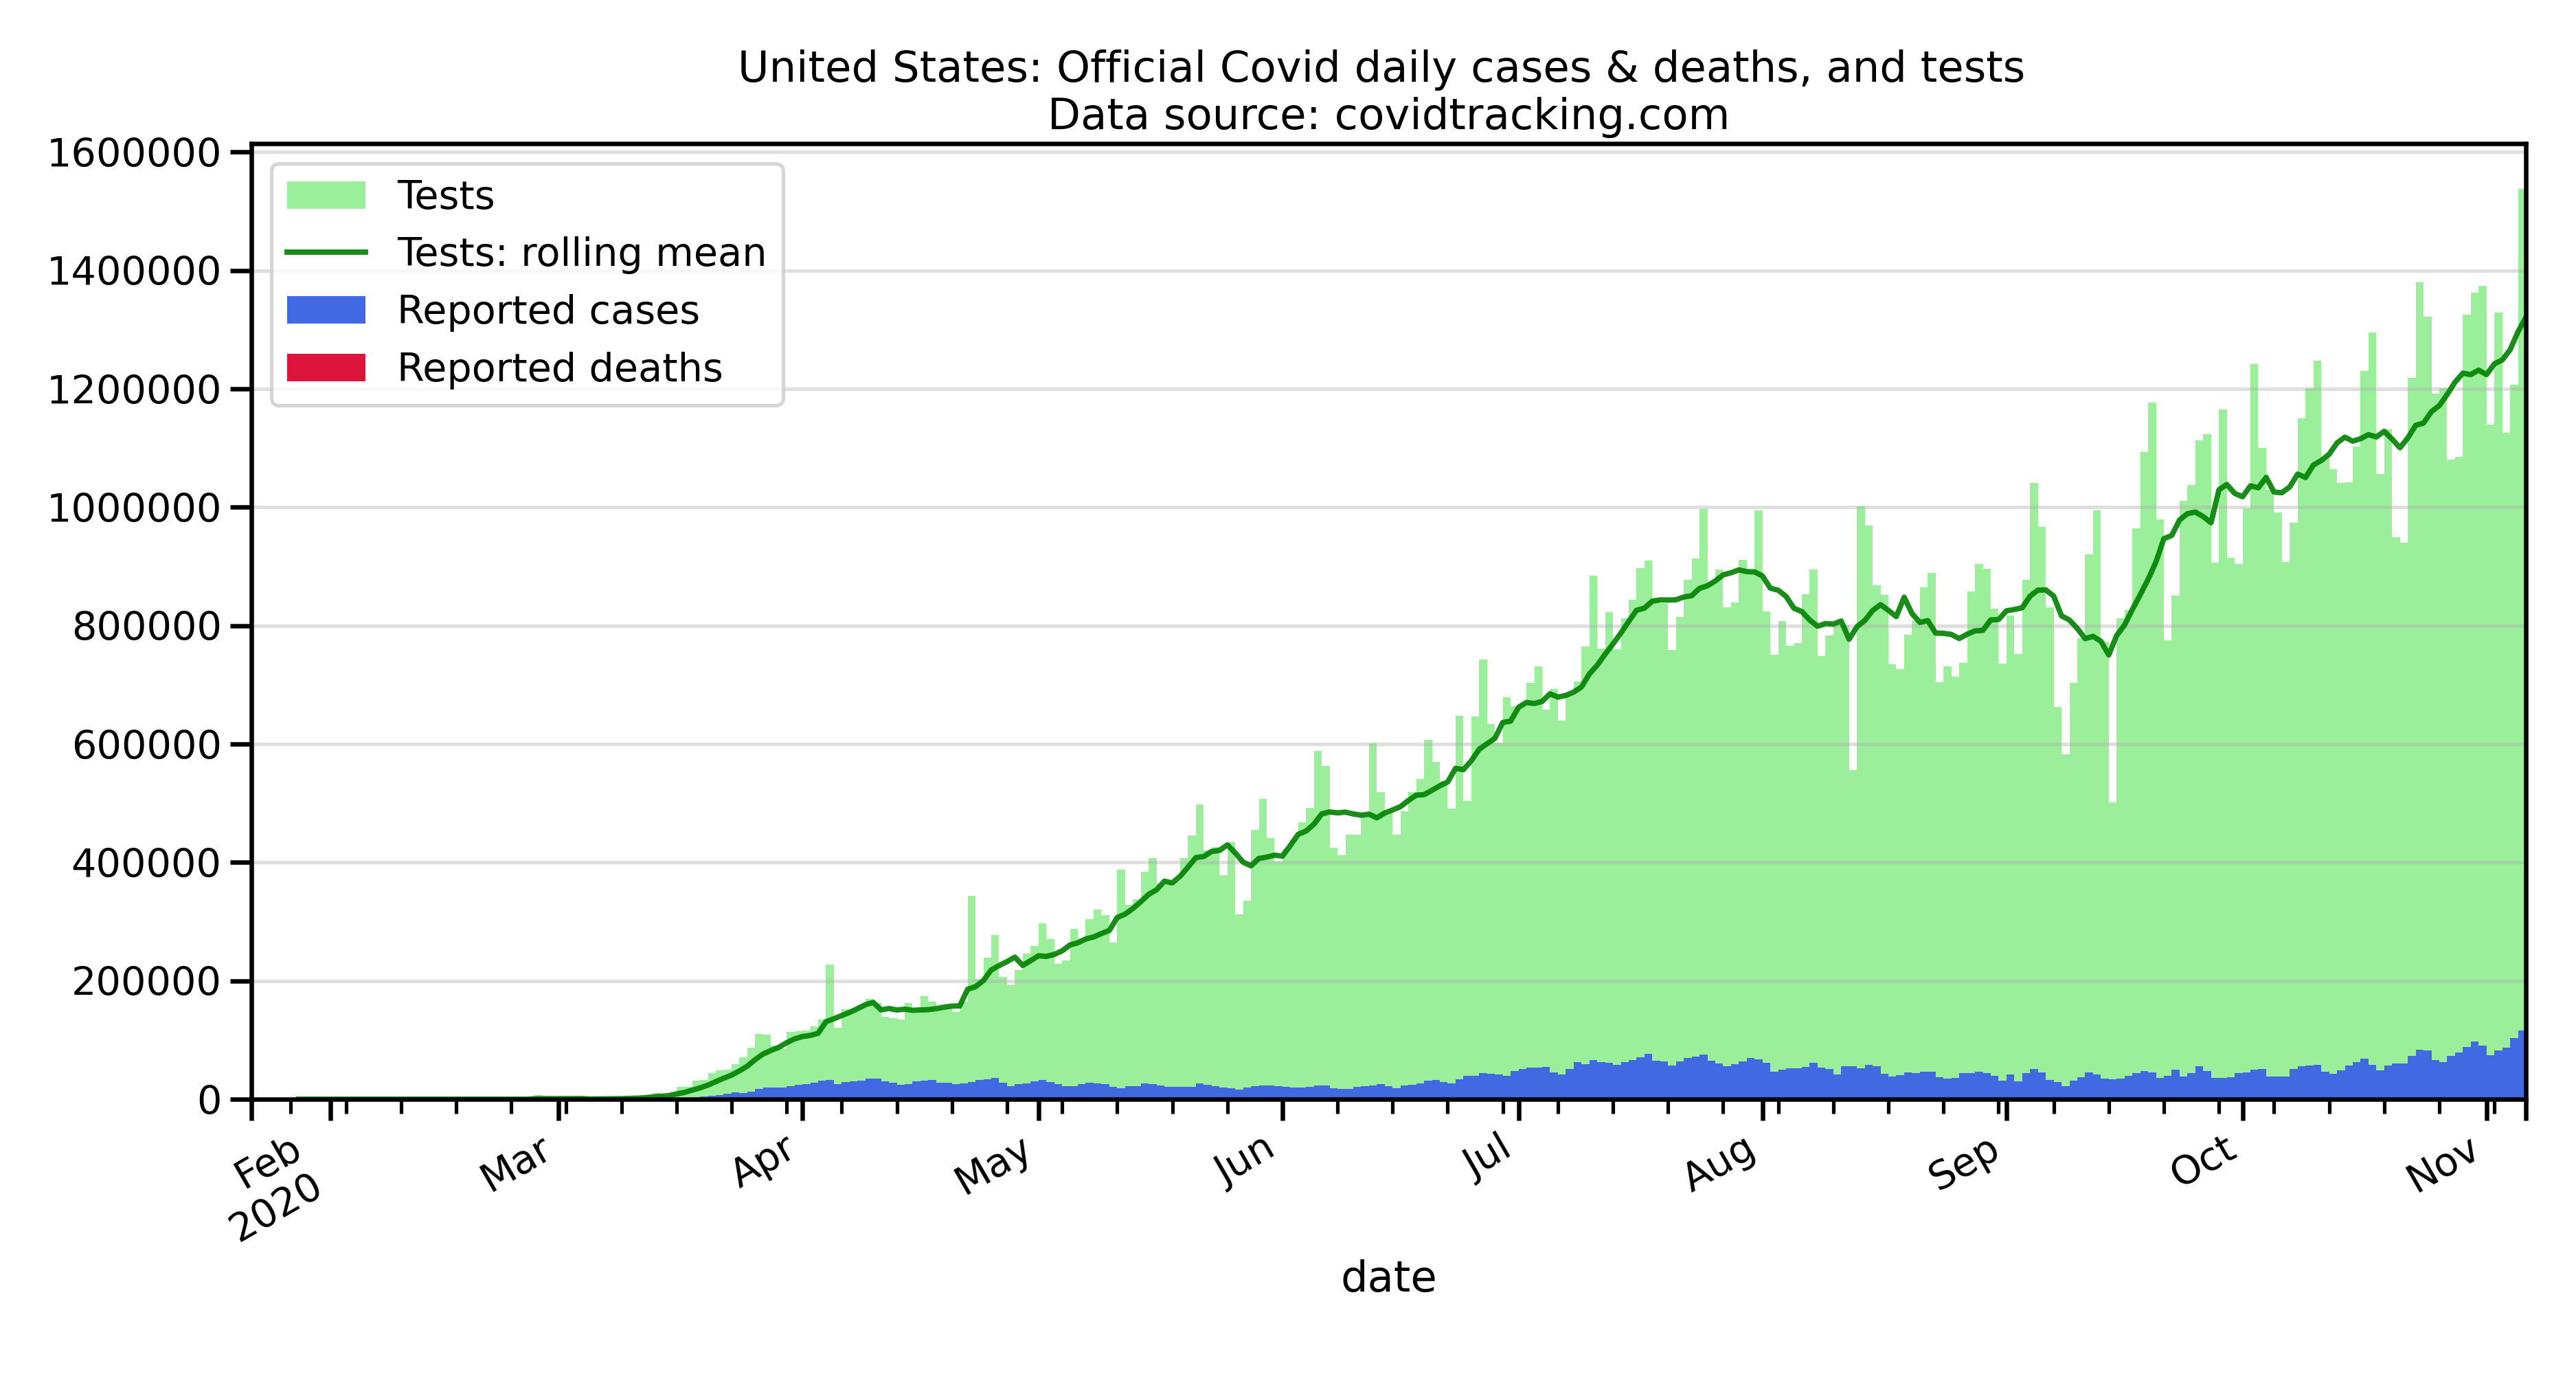 United States: Official Covid daily cases & deaths, and tests
Data source: covidtracking.com
1600000
1400000
1200000
1000000
800000
600000
400000
200000
0
Tests
Tests: rolling mean
Reported cases
Reported deaths
Feb
2020
Mar
Apr
May
Jun
Jul
Aug
Sep
Oct
Nov
date